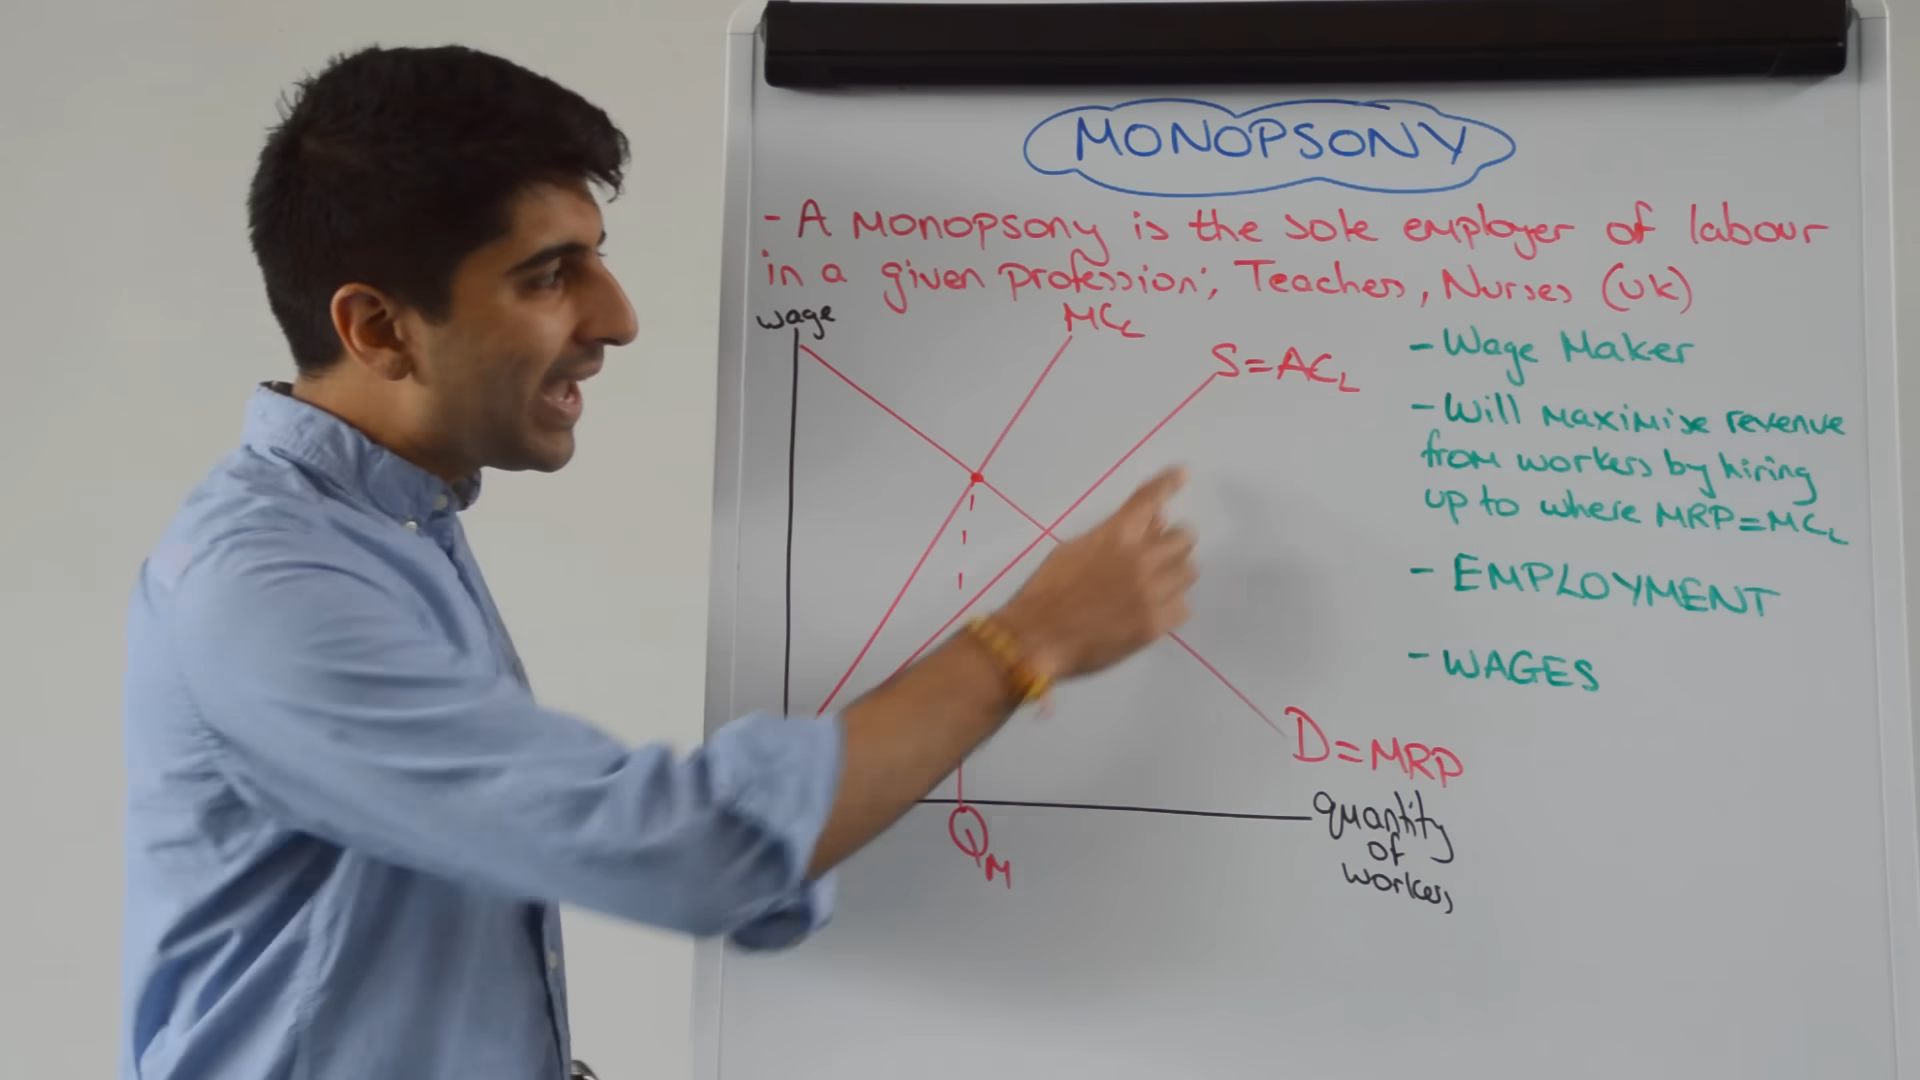 MONOPSONY
- A Monopsony is the sole employer of labour
in a given profession; Teachers, Nurses (UK)
wage
MCL
S=ACL
- Wage Maker
- Will maximise revenue
from workers by hiring
up to where MRP=MCL
- EMPLOYMENT
- WAGES
D=MRP
quantity
of
workers
QM